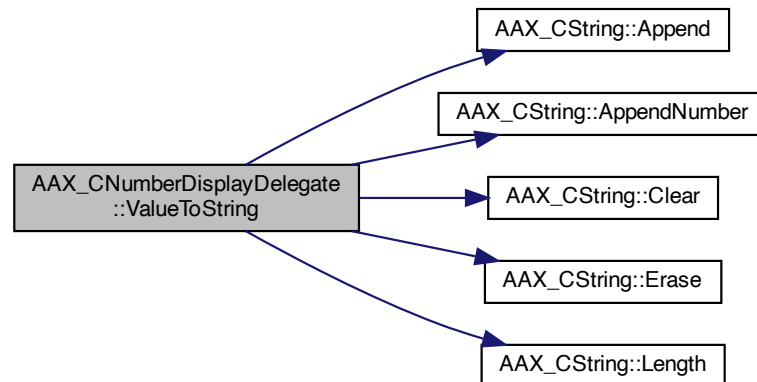 AAX_CNumberDisplayDelegate
::ValueToString
AAX_CString::Append
AAX_CString::AppendNumber
AAX_CString::Clear
AAX_CString::Erase
AAX_CString::Length